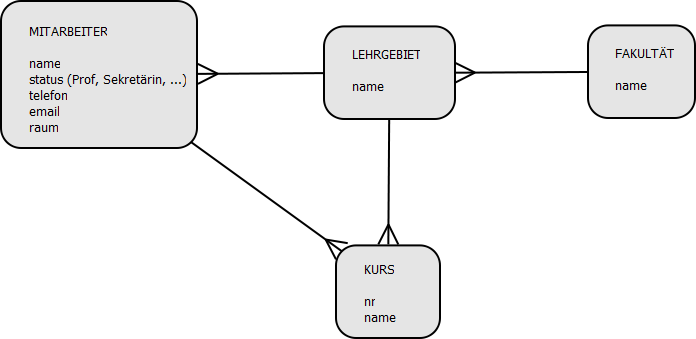 MITARBEITER
name
status (Prof, Sekretärin, ...)
telefon
email
raum
LEHRGEBIET
name
FAKULTÄT
name
KURS
nr
name